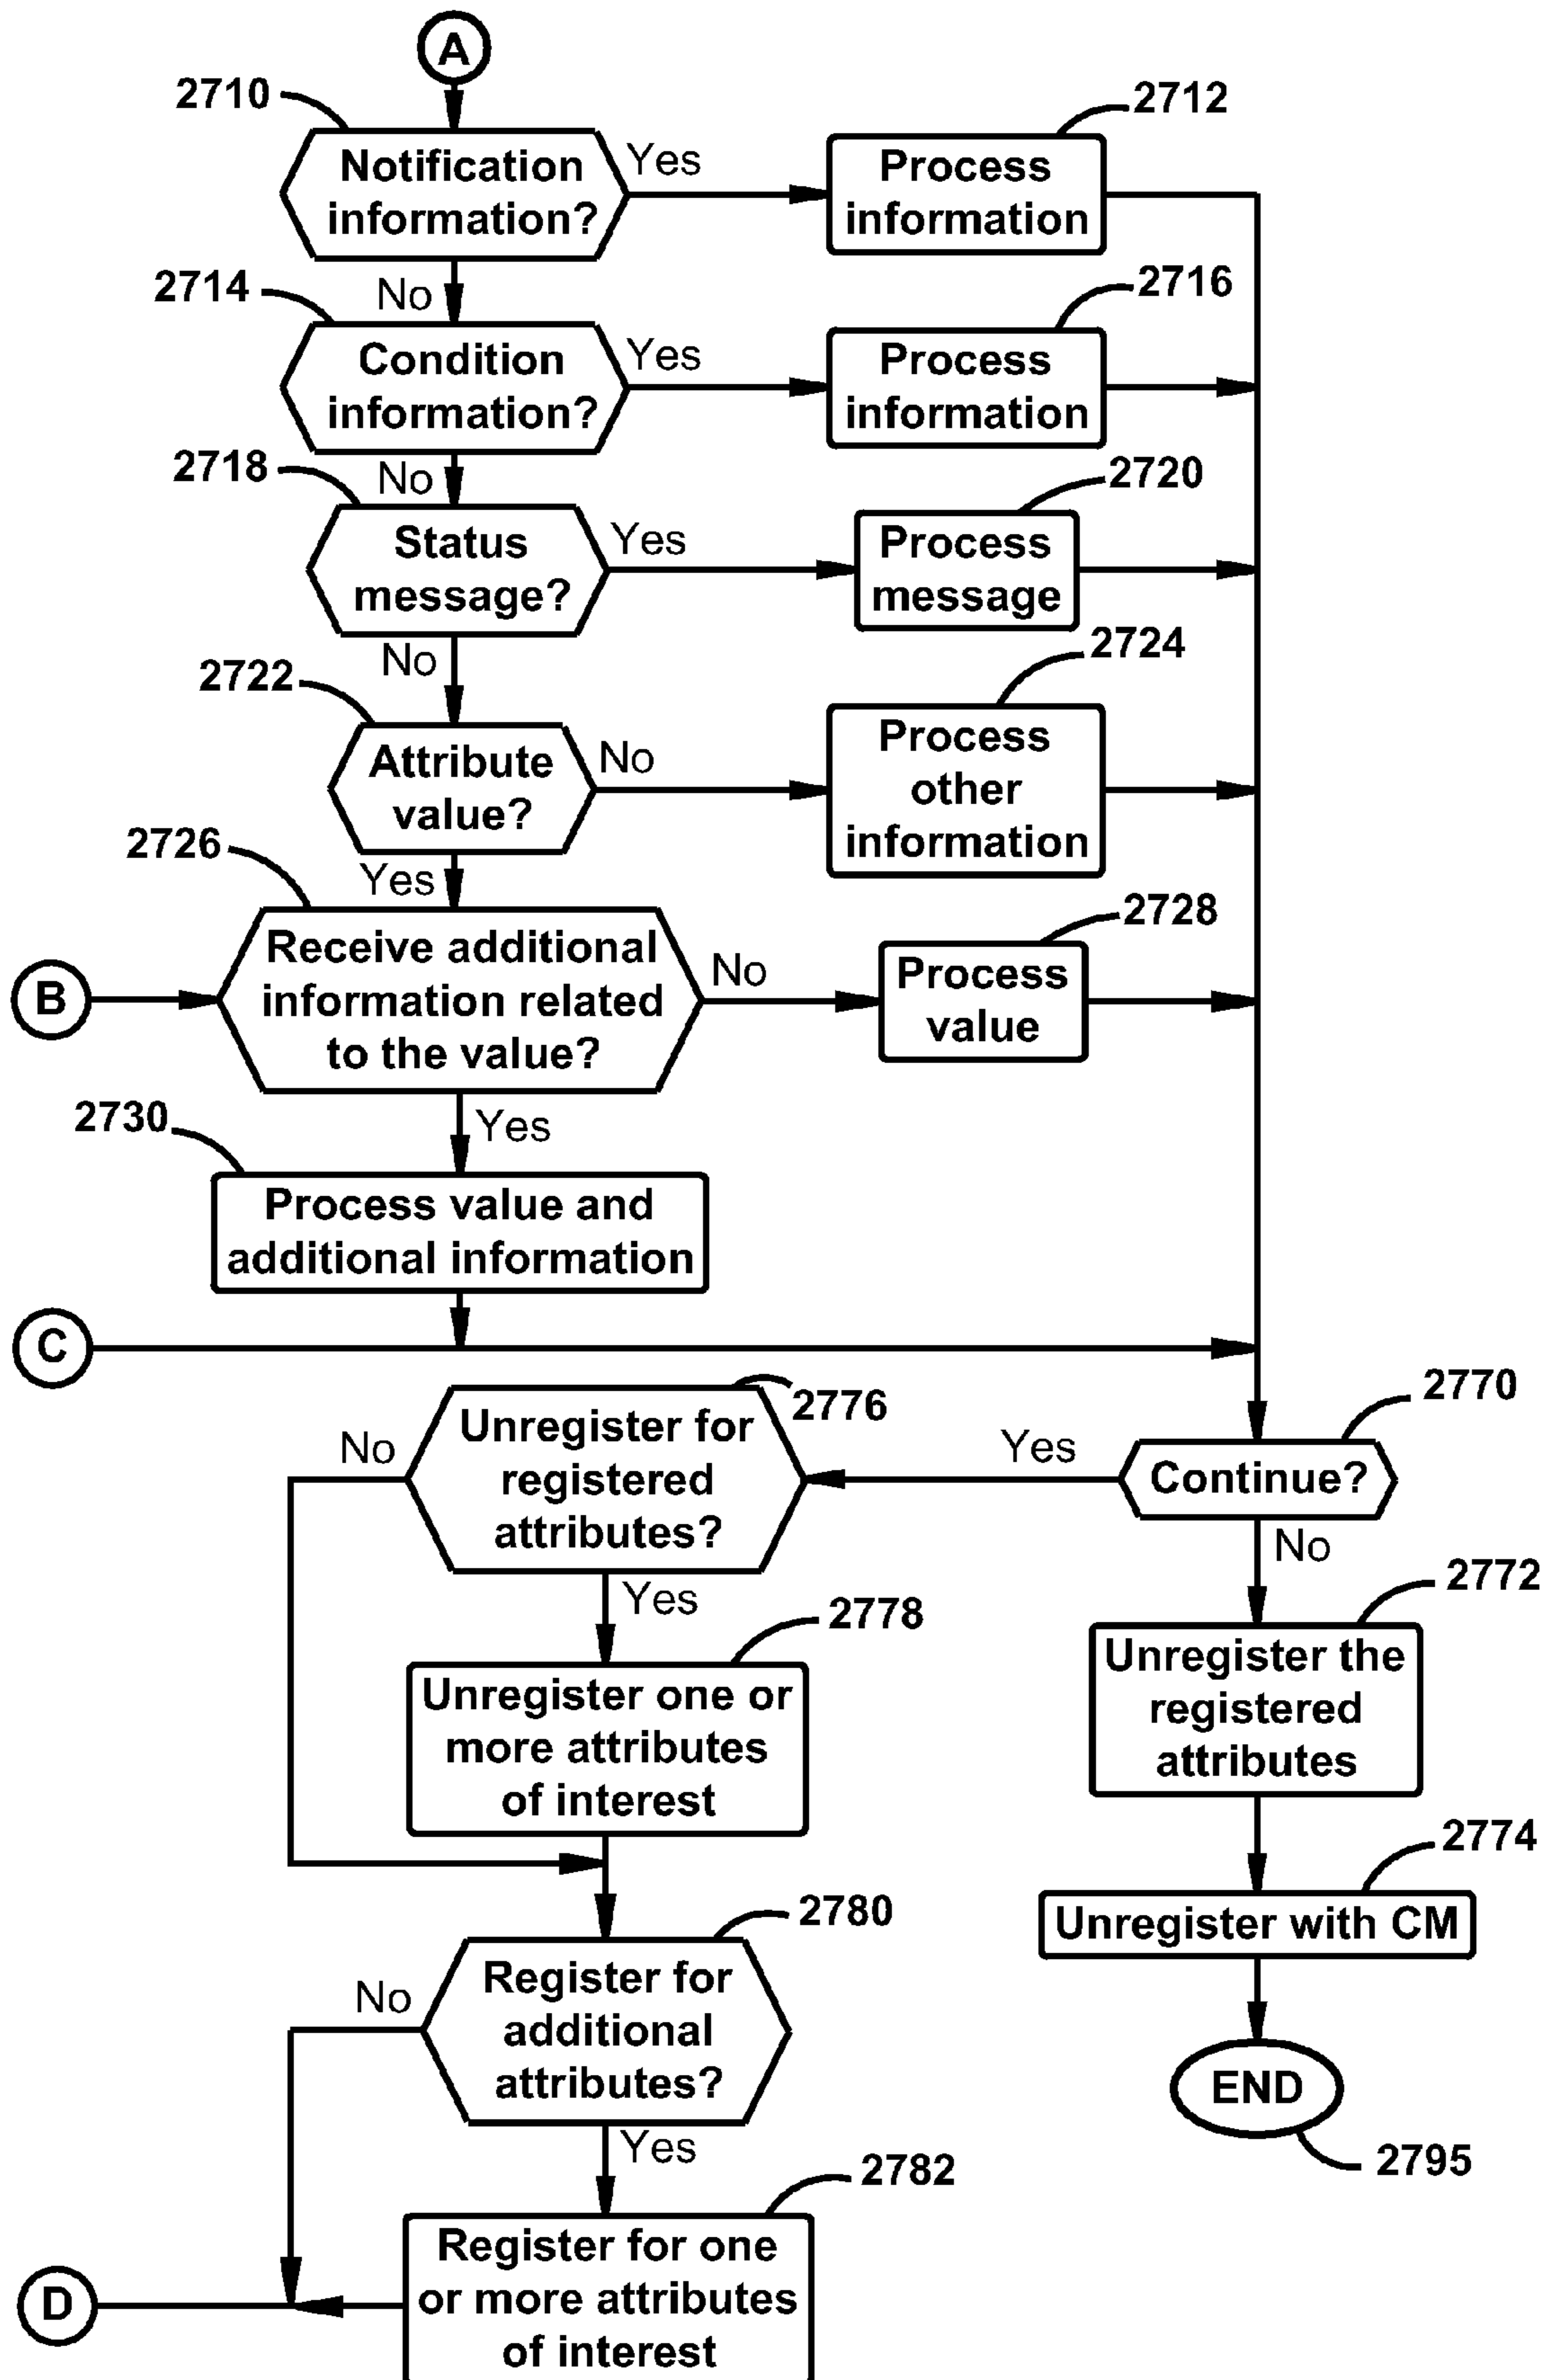 A
2710
Notification
information?
Yes
2712
Process
information
No
2714
Condition
information?
Yes
2716
Process
information
No
2718
Status
message?
Yes
2720
Process
message
No
2722
Attribute
value?
No
2724
Process
other
information
Yes
2726
B
Receive additional
information related
to the value?
No
2728
Process
value
Yes
2730
Process value and
additional information
C
2770
Continue?
Yes
2776
Unregister for
registered
attributes?
No
Yes
2778
Unregister one or
more attributes
of interest
No
2772
Unregister the
registered
attributes
2774
Unregister with CM
END
2795
2780
Register for
additional
attributes?
No
Yes
2782
Register for one
or more attributes
of interest
D